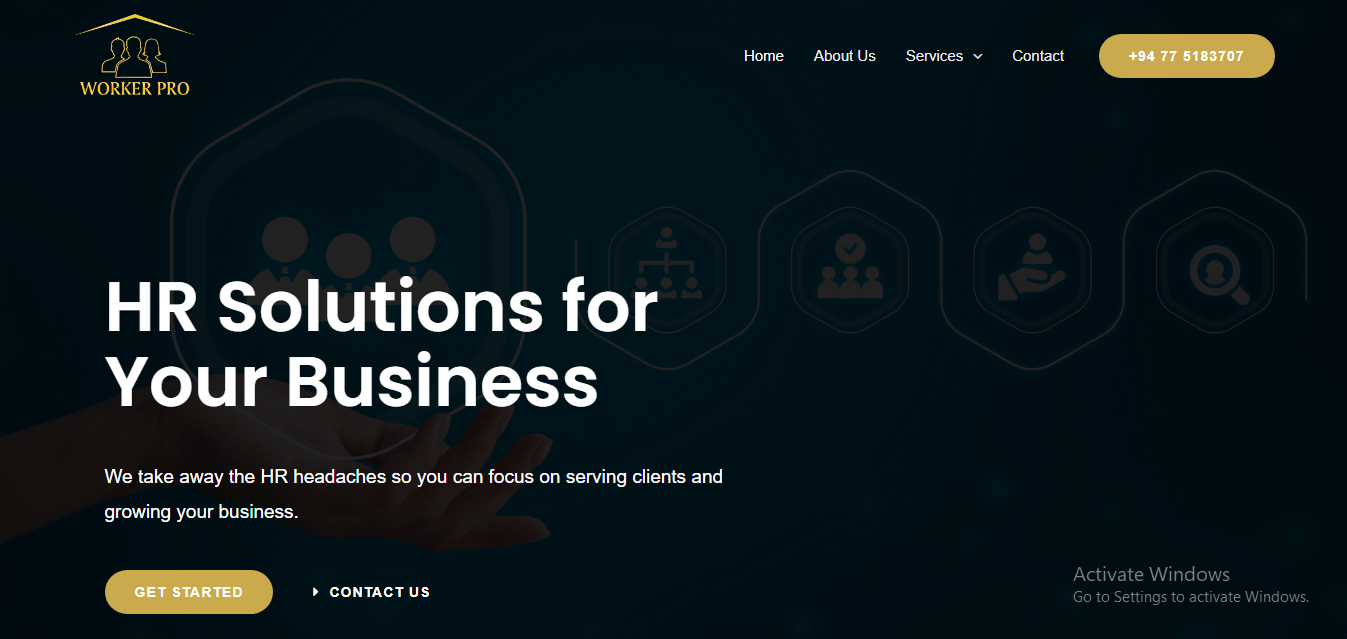 WORKER PRO
Home
About Us
Services
Contact
+94 77 5183707
HR Solutions for
Your Business
We take away the HR headaches so you can focus on serving clients and
growing your business.
GET STARTED
CONTACT US
Activate Windows
Go to Settings to activate Windows.